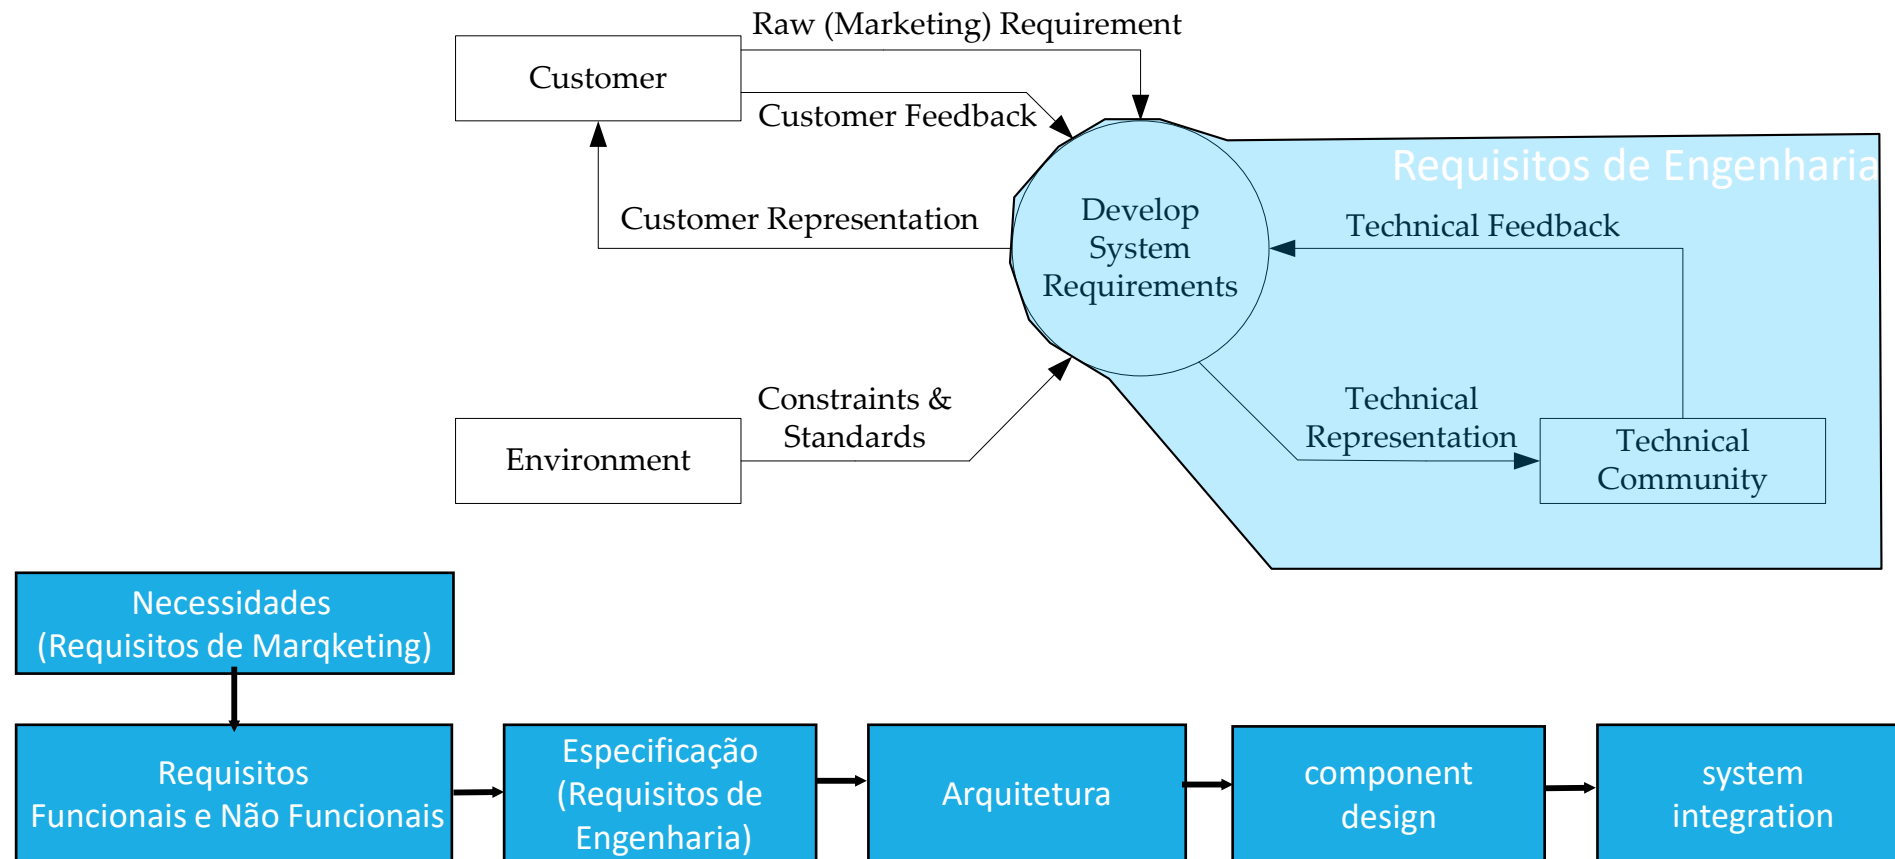 Raw (Marketing) Requirement
Customer
Customer Feedback
Requisitos de Engenharia
Customer Representation
Develop
System
Requirements
Technical Feedback
Constraints &
Standards
Environment
Technical
Representation
Technical
Community
Necessidades
(Requisitos de Marqketing)
Requisitos
Funcionais e Não Funcionais
Especificação
(Requisitos de
Engenharia)
Arquitetura
component
design
system
integration